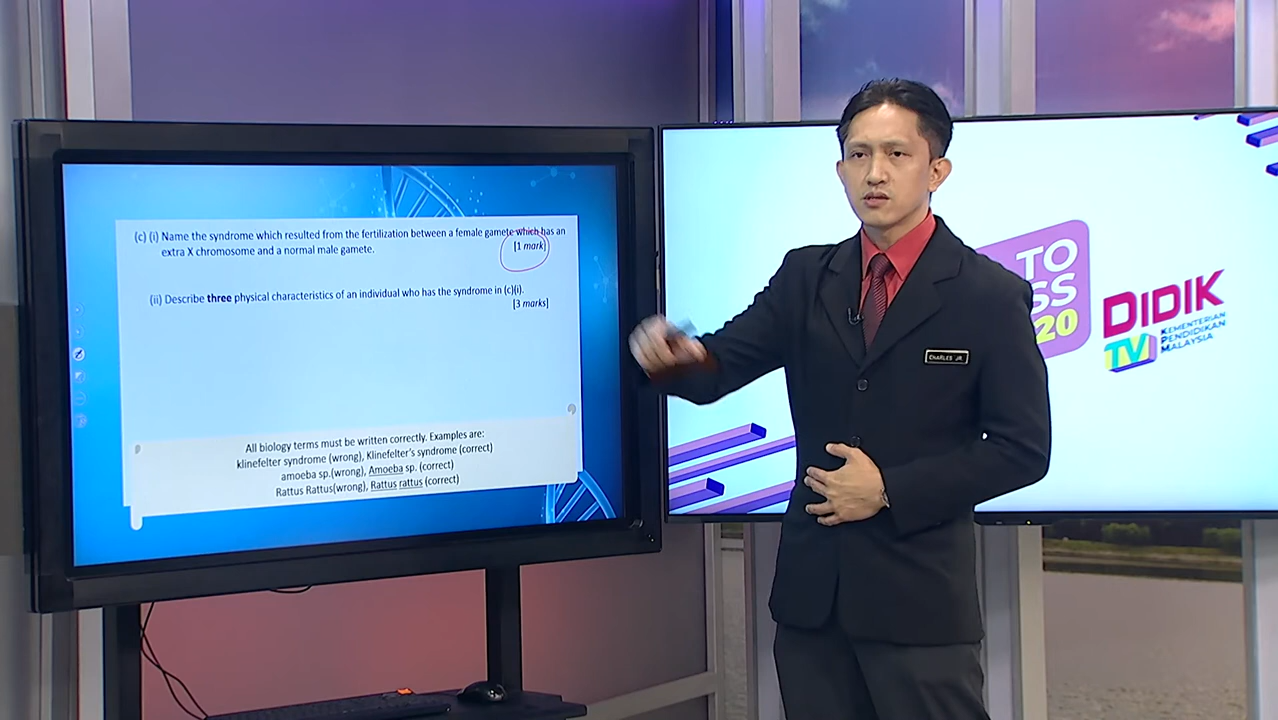 (c) (i) Name the syndrome which resulted from the fertilization between a female gamete which has an
extra X chromosome and a normal male gamete.
[1 mark]
(ii) Describe three physical characteristics of an individual who has the syndrome in (c)(i).
[3 marks]
All biology terms must be written correctly. Examples are:
klinefelter syndrome (wrong), Klinefelter's syndrome (correct)
amoeba sp.(wrong), Amoeba sp. (correct)
Rattus Rattus(wrong), Rattus rattus (correct)
TO
SS
20
DIDIK
TV
KEMENTERIAN
PENDIDIKAN
MALAYSIA
CHARLES JR.